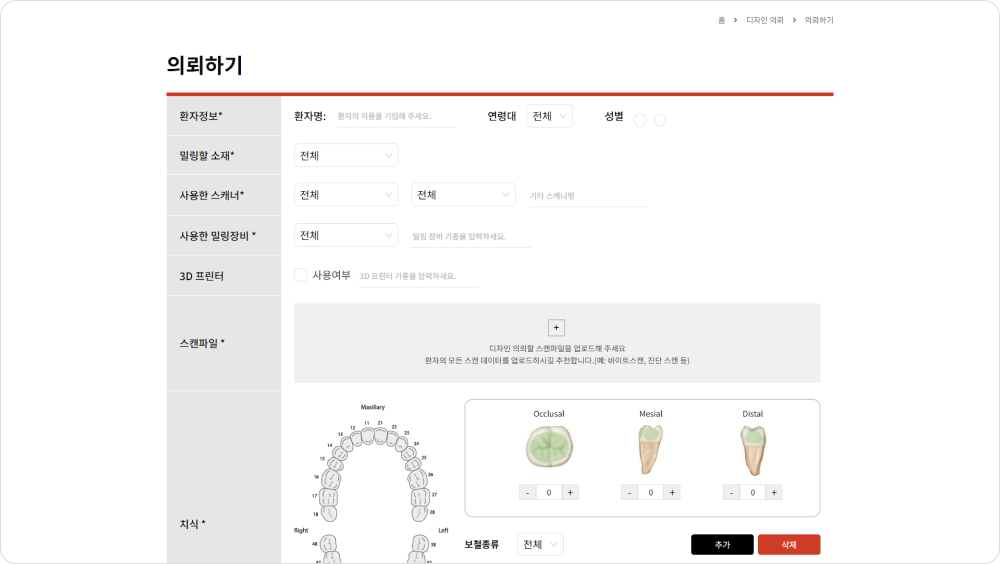 홈 > 디자인 의뢰 > 의뢰하기
의뢰하기
환자정보*
환자명: 환자의 이름을 기입해 주세요. 연령대 전체 성별
밀링할 소재*
전체
사용한 스캐너*
전체 전체 기타 스캐너명
사용한 밀링장비 *
전체 밀링 장비 기종을 입력하세요.
3D 프린터
사용여부 3D 프린터 기종을 입력하세요.
스캔파일 *
+
디자인 의뢰할 스캔파일을 업로드해 주세요
환자의 모든 스캔 데이터를 업로드하시길 추천합니다.(예: 바이트스캔, 진단 스캔 등)
치식 *
Maxillary
11 21
12 22
13 23
14 24
15 25
16 26
17 27
18 28
Right Left
48 38
47 37
Occlusal Mesial Distal
- 0 + - 0 + - 0 +
보철종류 전체 추가 삭제